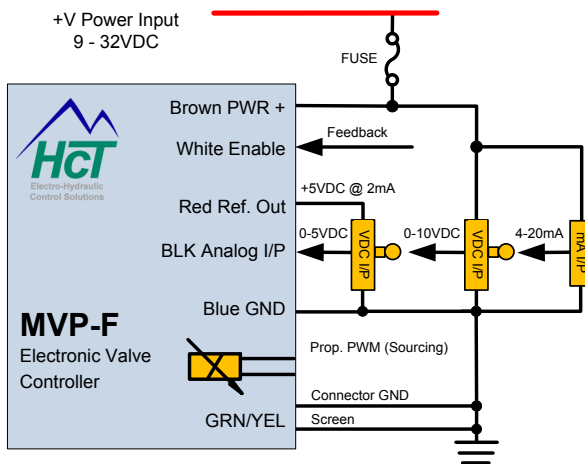 +V Power Input
9 - 32VDC
FUSE
Brown PWR +
HcT
Electro-Hydraulic
Control Solutions
White Enable
Feedback
+5VDC @ 2mA
Red Ref. Out
0-5VDC
0-10VDC
4-20mA
BLK Analog I/P
VDC I/P
VDC I/P
mA I/P
Blue GND
MVP-F
Electronic Valve
Controller
Prop. PWM (Sourcing)
Connector GND
GRN/YEL
Screen